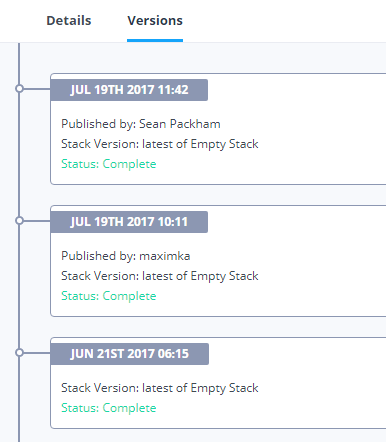 Details Versions
JUL 19TH 2017 11:42
Published by: Sean Packham
Stack Version: latest of Empty Stack
Status: Complete
JUL 19TH 2017 10:11
Published by: maximka
Stack Version: latest of Empty Stack
Status: Complete
JUN 21ST 2017 06:15
Stack Version: latest of Empty Stack
Status: Complete